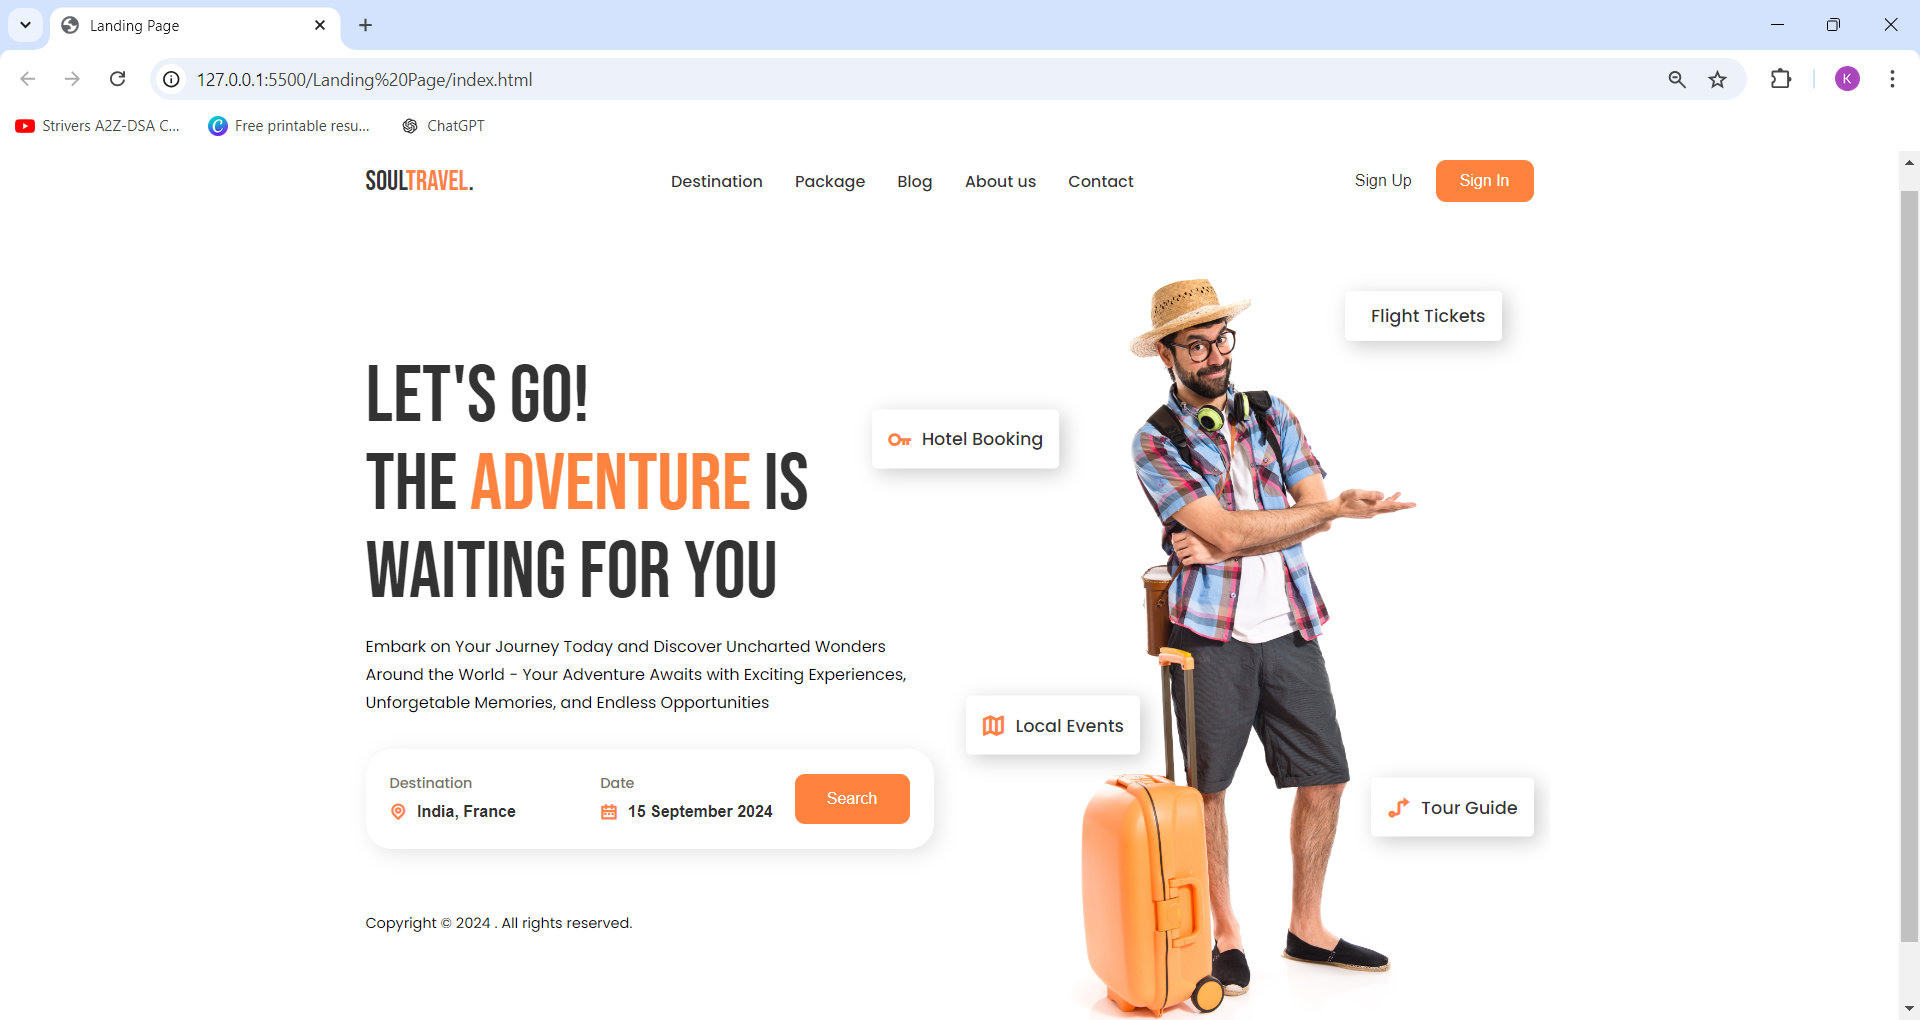 Landing Page
127.0.0.1:5500/Landing%20Page/index.html
K
Strivers A2Z-DSA C...
Free printable resu...
ChatGPT
SOULTRAVEL.
Destination
Package
Blog
About us
Contact
Sign Up
Sign In
Flight Tickets
LET'S GO!
THE ADVENTURE IS
WAITING FOR YOU
Hotel Booking
Embark on Your Journey Today and Discover Uncharted Wonders
Around the World - Your Adventure Awaits with Exciting Experiences,
Unforgetable Memories, and Endless Opportunities
Local Events
Destination
India, France
Date
15 September 2024
Search
Tour Guide
Copyright © 2024 . All rights reserved.